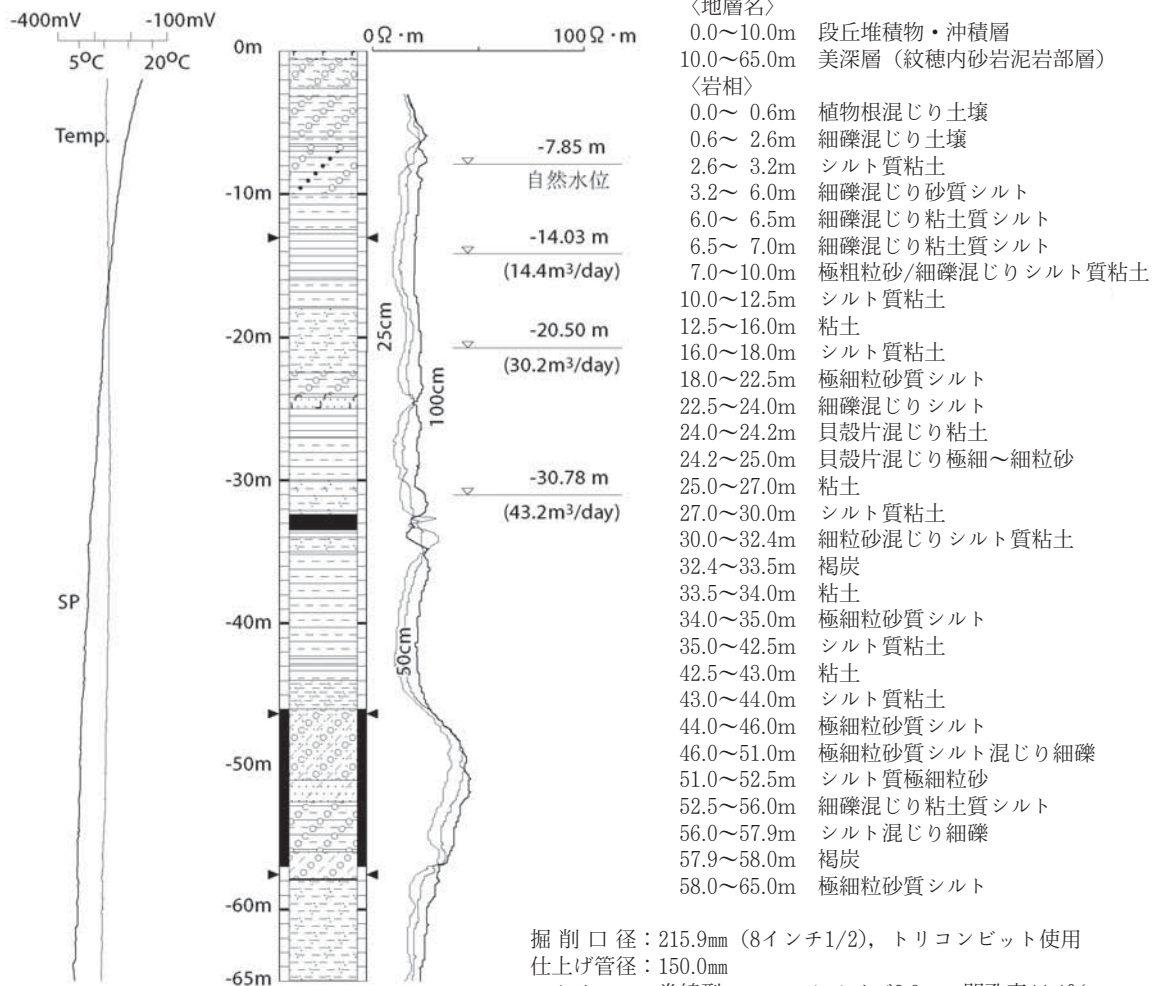 -400mV
-100mV
5ºC
20ºC
Temp.
SP
0m
-10m
-20m
-30m
-40m
-50m
-60m
-65m
0Ω・m
100Ω・m
25cm
100cm
50cm
-7.85 m
自然水位
-14.03 m
(14.4m³/day)
-20.50 m
(30.2m³/day)
-30.78 m
(43.2m³/day)
〈地層名〉
0.0〜10.0m 段丘堆積物・沖積層
10.0〜65.0m 美深層（紋穂内砂岩泥岩部層）
〈岩相〉
0.0〜 0.6m 植物根混じり土壌
0.6〜 2.6m 細礫混じり土壌
2.6〜 3.2m シルト質粘土
3.2〜 6.0m 細礫混じり砂質シルト
6.0〜 6.5m 細礫混じり粘土質シルト
6.5〜 7.0m 細礫混じり粘土質シルト
7.0〜10.0m 極粗粒砂/細礫混じりシルト質粘土
10.0〜12.5m シルト質粘土
12.5〜16.0m 粘土
16.0〜18.0m シルト質粘土
18.0〜22.5m 極細粒砂質シルト
22.5〜24.0m 細礫混じりシルト
24.0〜24.2m 貝殻片混じり粘土
24.2〜25.0m 貝殻片混じり極細〜細粒砂
25.0〜27.0m 粘土
27.0〜30.0m シルト質粘土
30.0〜32.4m 細粒砂混じりシルト質粘土
32.4〜33.5m 褐炭
33.5〜34.0m 粘土
34.0〜35.0m 極細粒砂質シルト
35.0〜42.5m シルト質粘土
42.5〜43.0m 粘土
43.0〜44.0m シルト質粘土
44.0〜46.0m 極細粒砂質シルト
46.0〜51.0m 極細粒砂質シルト混じり細礫
51.0〜52.5m シルト質極細粒砂
52.5〜56.0m 細礫混じり粘土質シルト
56.0〜57.9m シルト混じり細礫
57.9〜58.0m 褐炭
58.0〜65.0m 極細粒砂質シルト
掘 削 口 径：215.9㎜（8インチ1/2），トリコンビット使用
仕上げ管径：150.0㎜